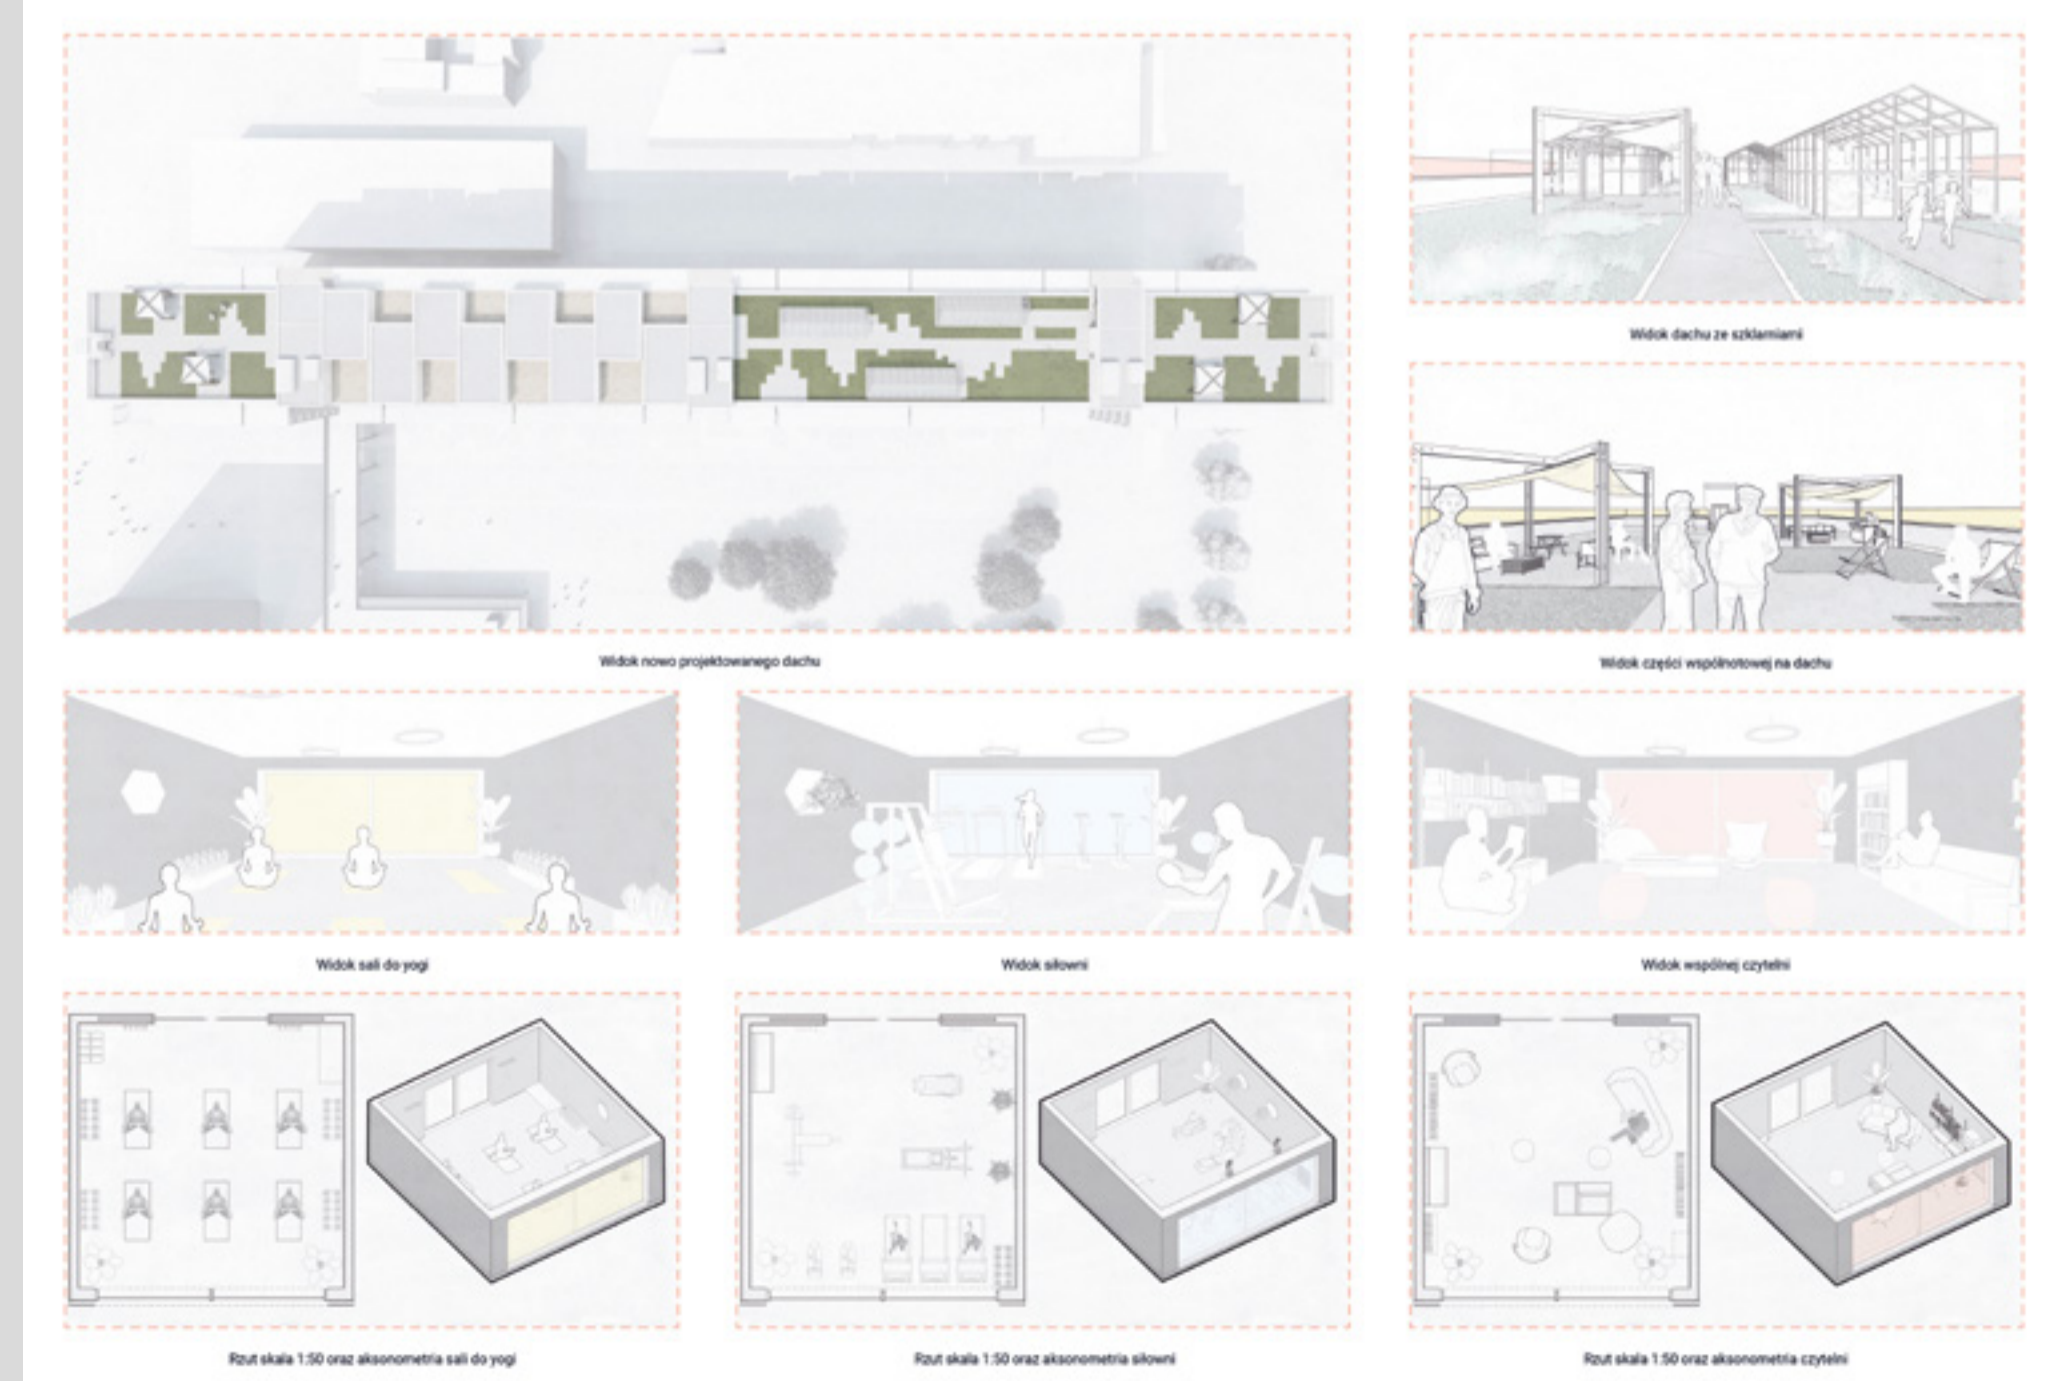 Widok dachu ze szklarniami
Widok nowo projektowanego dachu
Widok części wspólnotowej na dachu
Widok sali do yogi
Widok siłowni
Widok wspólnej czytelni
Rzut skala 1:50 oraz aksonometria sali do yogi
Rzut skala 1:50 oraz aksonometria siłowni
Rzut skala 1:50 oraz aksonometria czytelni